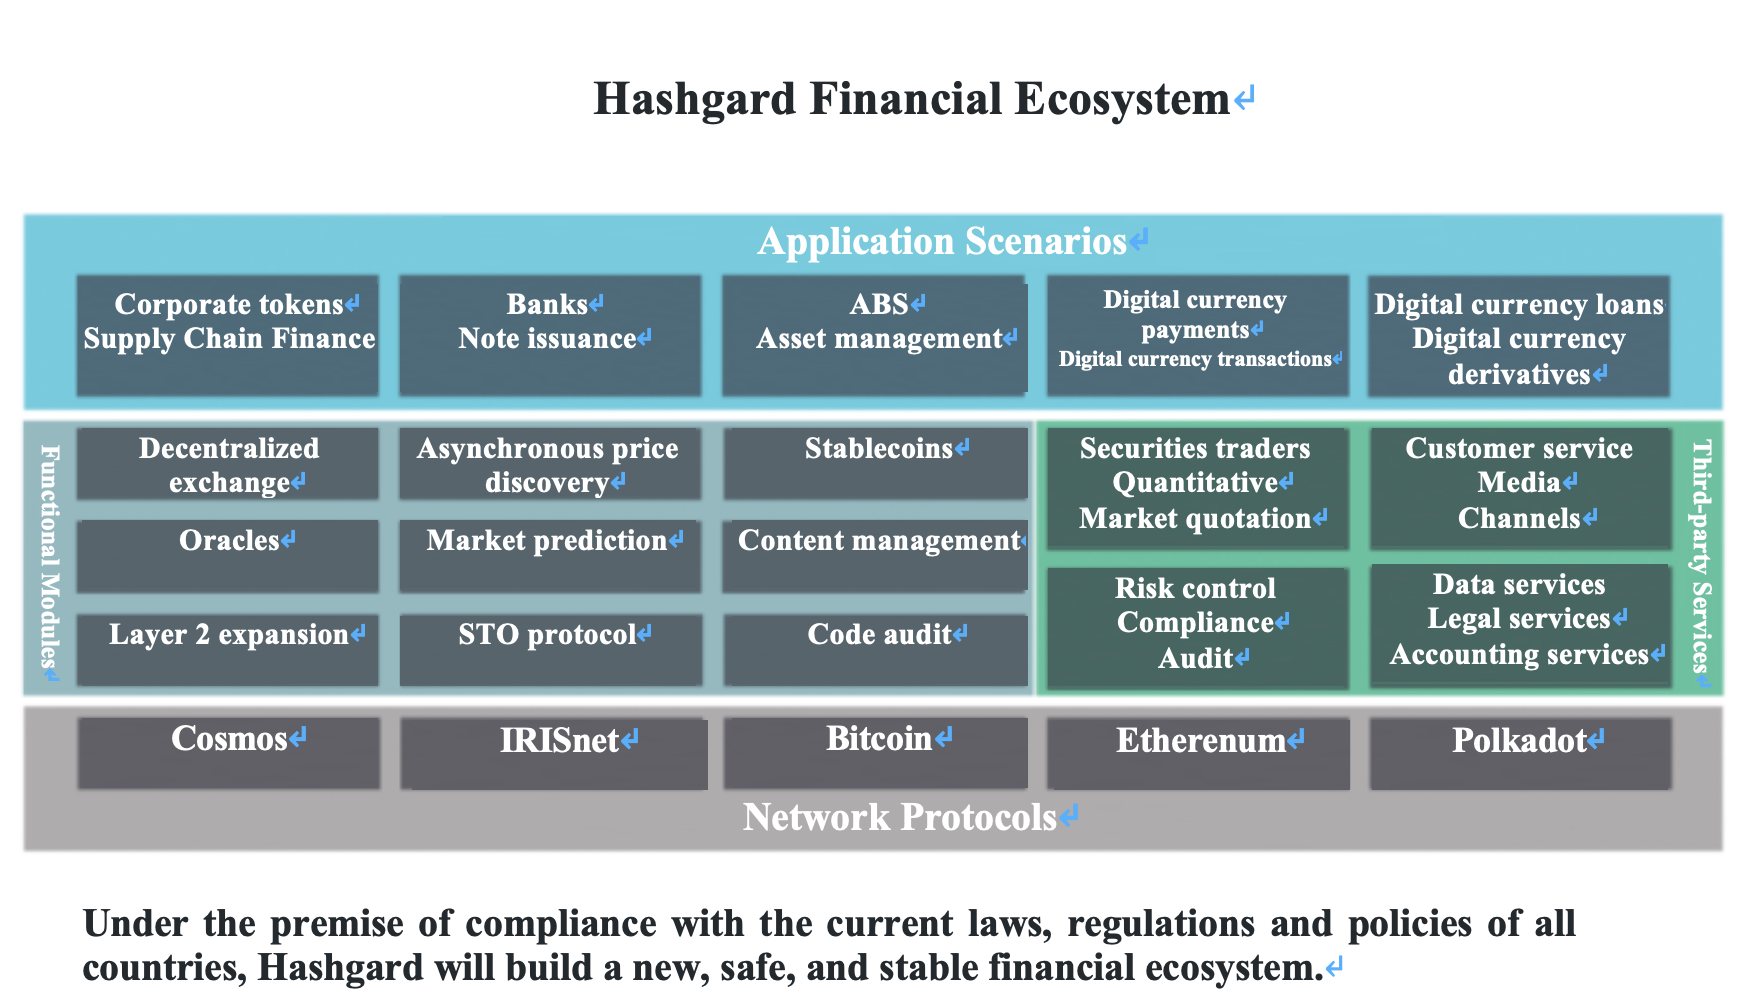 Hashgard Financial Ecosystem
Application Scenarios
Corporate tokens
Supply Chain Finance
Banks
Note issuance
ABS
Asset management
Digital currency
payments
Digital currency transactions
Digital currency loans
Digital currency
derivatives
Functional Modules
Decentralized
exchange
Asynchronous price
discovery
Stablecoins
Oracles
Market prediction
Content management
Layer 2 expansion
STO protocol
Code audit
Securities traders
Quantitative
Market quotation
Customer service
Media
Channels
Risk control
Compliance
Audit
Data services
Legal services
Accounting services
Third-party Services
Cosmos
IRISnet
Bitcoin
Etherenum
Polkadot
Network Protocols
Under the premise of compliance with the current laws, regulations and policies of all
countries, Hashgard will build a new, safe, and stable financial ecosystem.